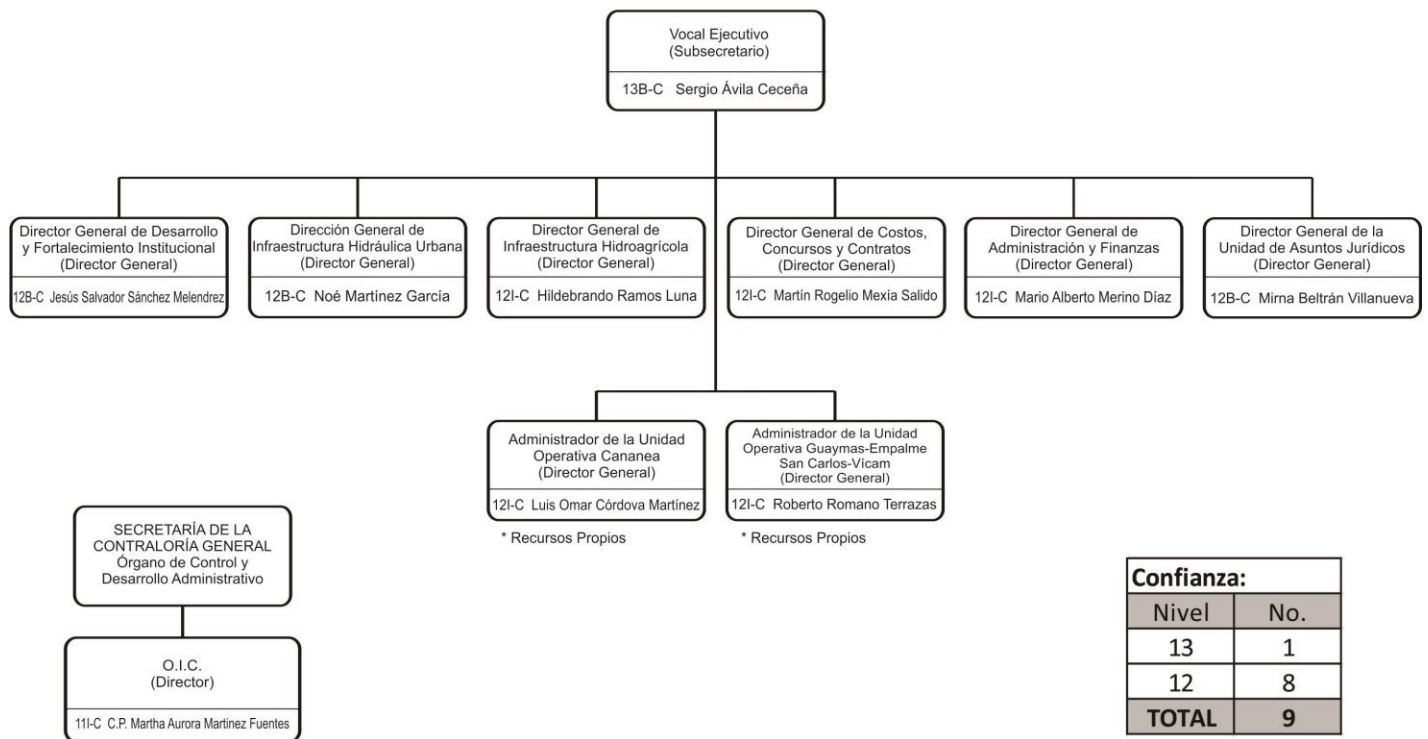 Vocal Ejecutivo
(Subsecretario)
13B-C Sergio Ávila Ceceña
Director General de Desarrollo
y Fortalecimiento Institucional
(Director General)
12B-C Jesús Salvador Sánchez Melendrez
Dirección General de
Infraestructura Hidráulica Urbana
(Director General)
12B-C Noé Martínez García
Director General de
Infraestructura Hidroagrícola
(Director General)
12I-C Hildebrando Ramos Luna
Director General de Costos,
Concursos y Contratos
(Director General)
12I-C Martín Rogelio Mexía Salido
Director General de
Administración y Finanzas
(Director General)
12I-C Mario Alberto Merino Díaz
Director General de la
Unidad de Asuntos Jurídicos
(Director General)
12B-C Mirna Beltrán Villanueva
Administrador de la Unidad
Operativa Cananea
(Director General)
12I-C Luis Omar Córdova Martínez
* Recursos Propios
Administrador de la Unidad
Operativa Guaymas-Empalme
San Carlos-Vícam
(Director General)
12I-C Roberto Romano Terrazas
* Recursos Propios
SECRETARÍA DE LA
CONTRALORÍA GENERAL
Órgano de Control y
Desarrollo Administrativo
O.I.C.
(Director)
11I-C C.P. Martha Aurora Martinez Fuentes
Confianza:
Nivel No.
13 1
12 8
TOTAL 9